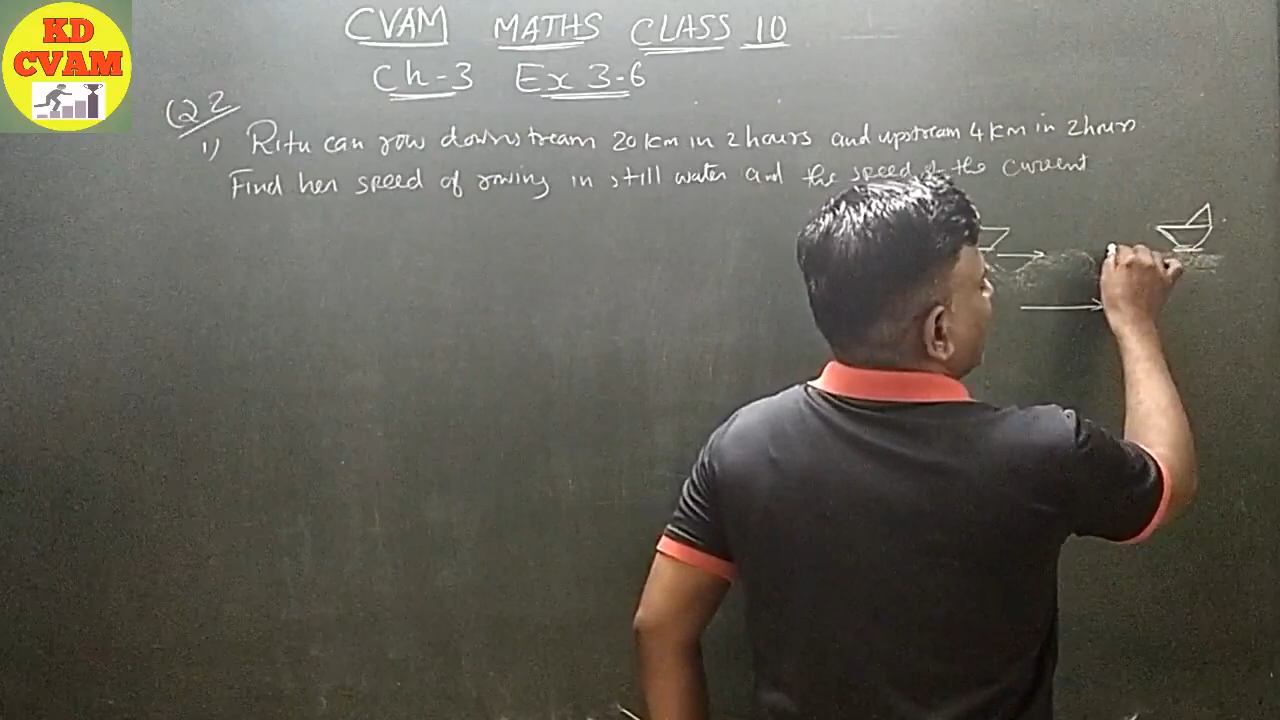 KD
CVAM
CVAM MATHS CLASS 10
Ch-3 Ex 3-6
Q2
1) Ritu can row downstream 20 km in 2 hours and upstream 4 km in 2 hours.
Find her speed of rowing in still water and the speed of the current